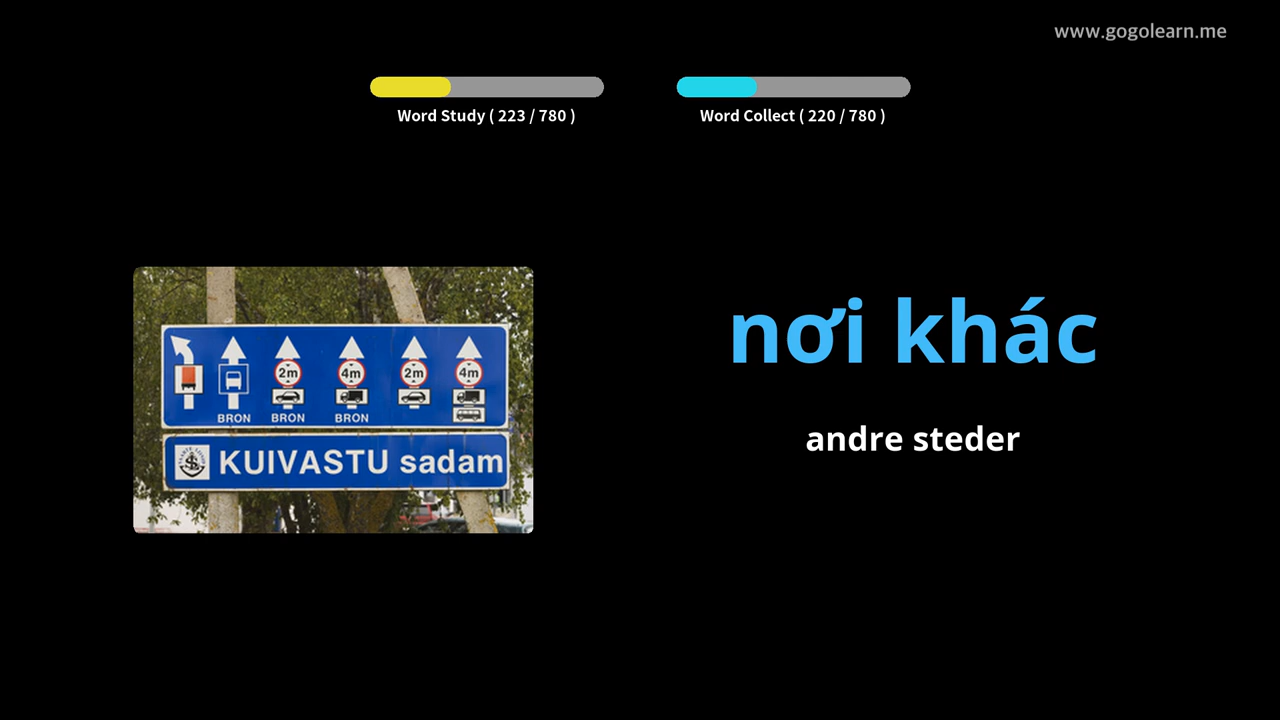 www.gogolearn.me
Word Study ( 223 / 780 )
Word Collect ( 220 / 780 )
2m
4m
2m
4m
BRON
BRON
BRON
KUIVASTU sadam
nơi khác
andre steder